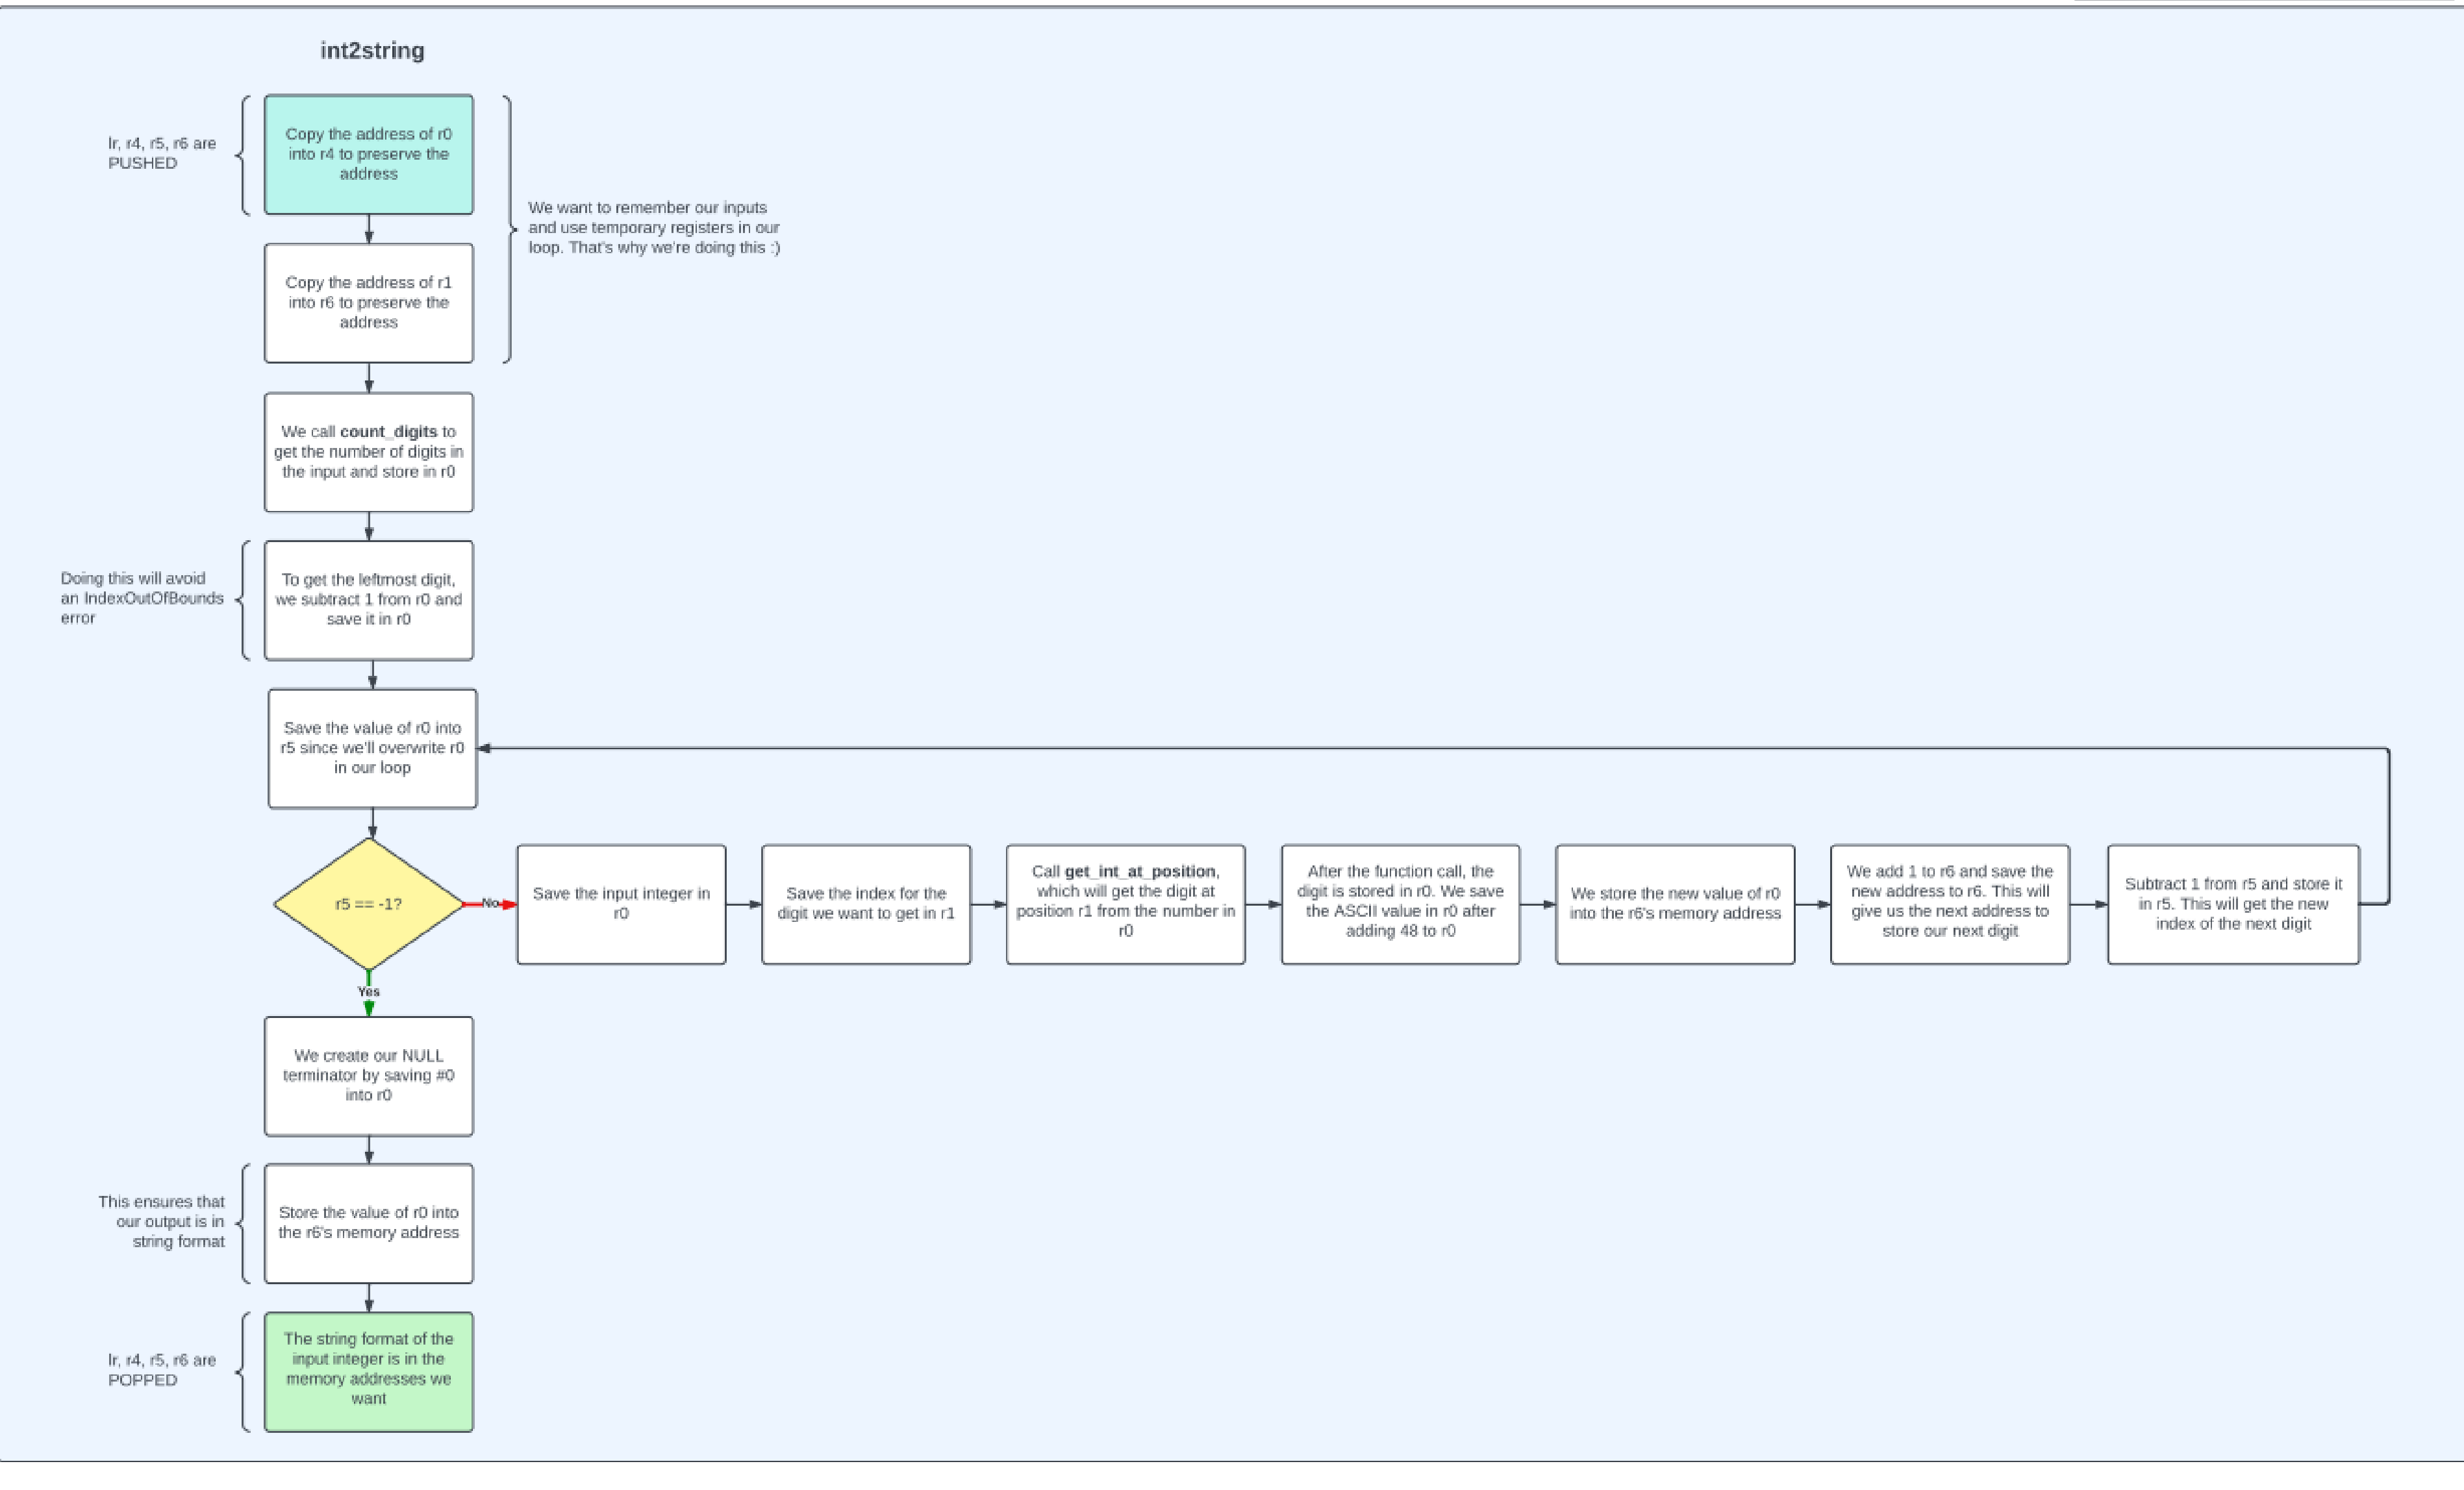 int2string
lr, r4, r5, r6 are
PUSHED
Copy the address of r0
into r4 to preserve the
address
We want to remember our inputs
and use temporary registers in our
loop. That's why we're doing this :)
Copy the address of r1
into r6 to preserve the
address
We call count_digits to
get the number of digits in
the input and store in r0
Doing this will avoid
an IndexOutOfBounds
error
To get the leftmost digit,
we subtract 1 from r0 and
save it in r0
Save the value of r0 into
r5 since we'll overwrite r0
in our loop
r5 == -1?
No
Save the input integer in
r0
Save the index for the
digit we want to get in r1
Call get_int_at_position,
which will get the digit at
position r1 from the number in
r0
After the function call, the
digit is stored in r0. We save
the ASCII value in r0 after
adding 48 to r0
We store the new value of r0
into the r6's memory address
We add 1 to r6 and save the
new address to r6. This will
give us the next address to
store our next digit
Subtract 1 from r5 and store it
in r5. This will get the new
index of the next digit
Yes
We create our NULL
terminator by saving #0
into r0
This ensures that
our output is in
string format
Store the value of r0 into
the r6's memory address
lr, r4, r5, r6 are
POPPED
The string format of the
input integer is in the
memory addresses we
want